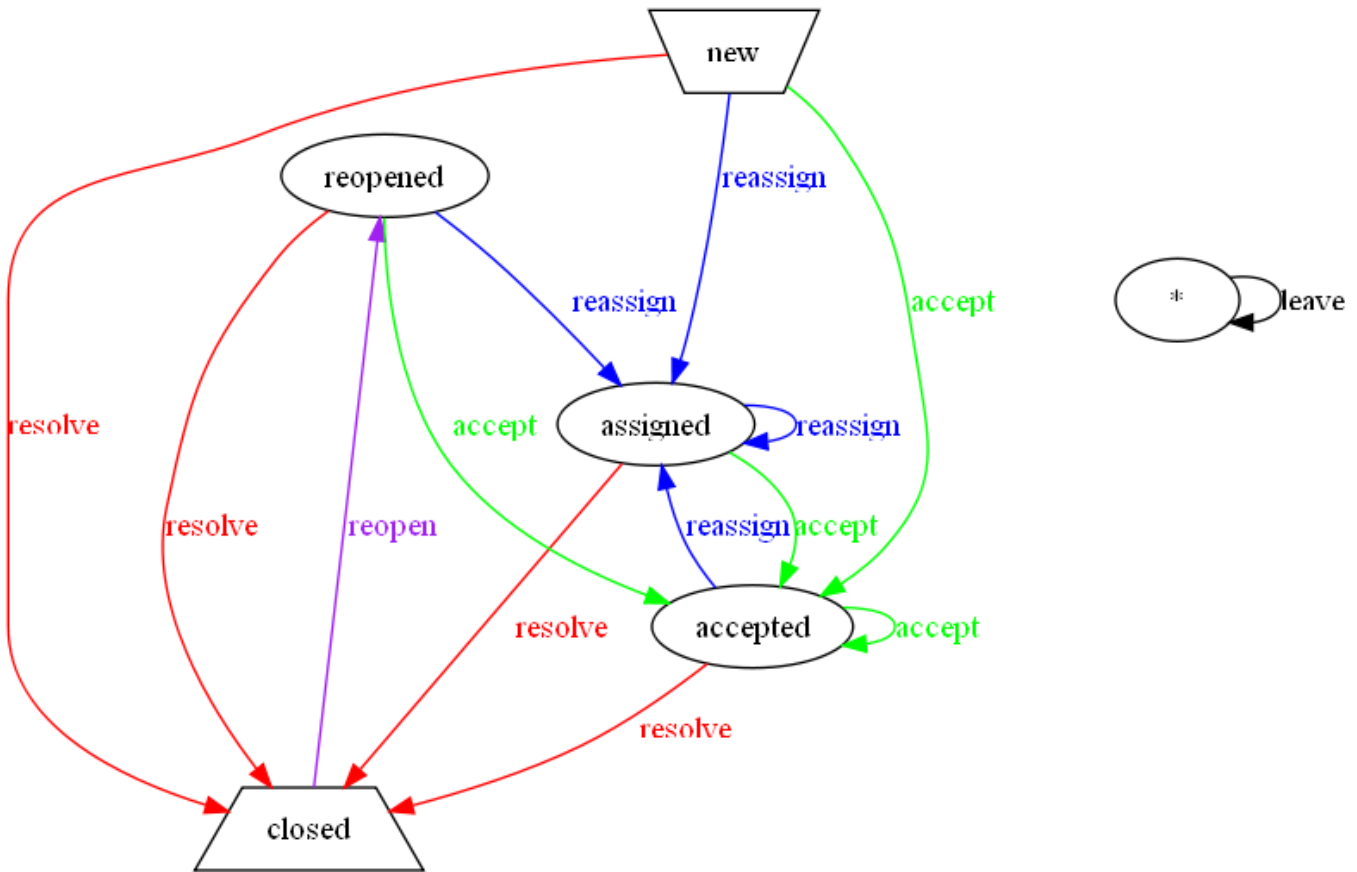 new
reopened
reassign
reassign
accept
*
leave
resolve
accept
assigned
reassign
resolve
reopen
reassign
accept
resolve
accepted
accept
resolve
closed